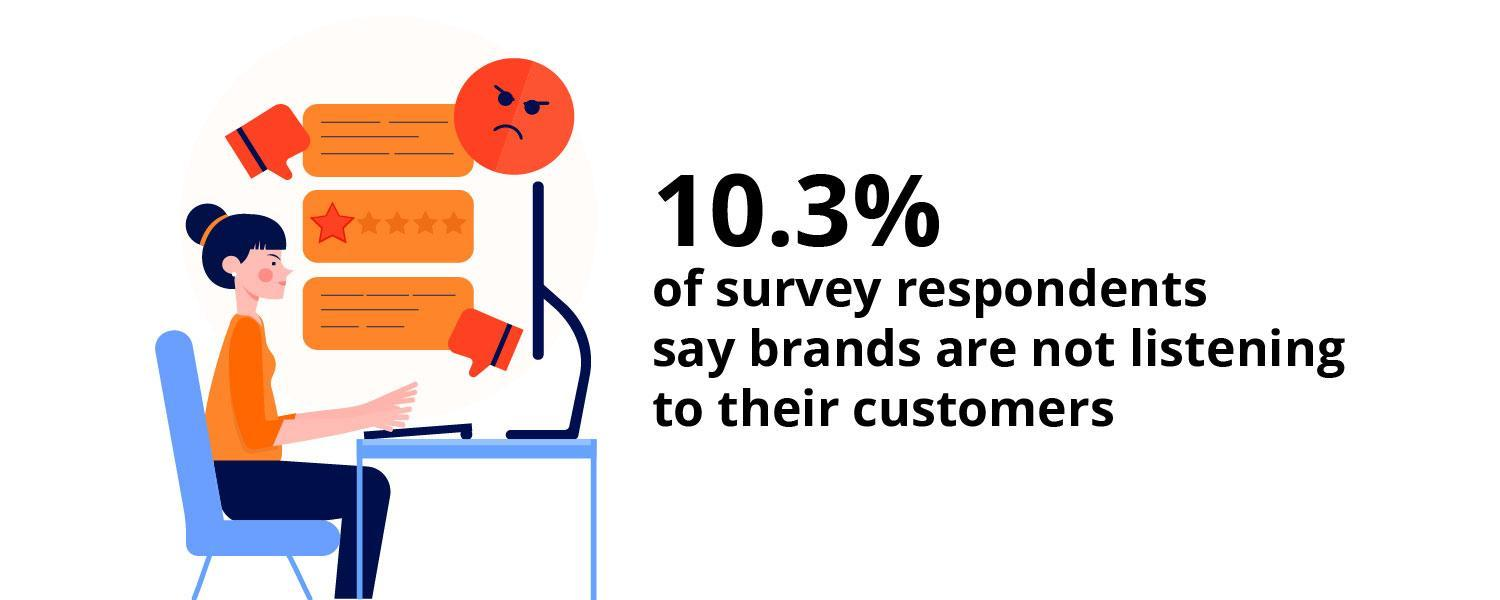 10.3%
of survey respondents
say brands are not listening
to their customers